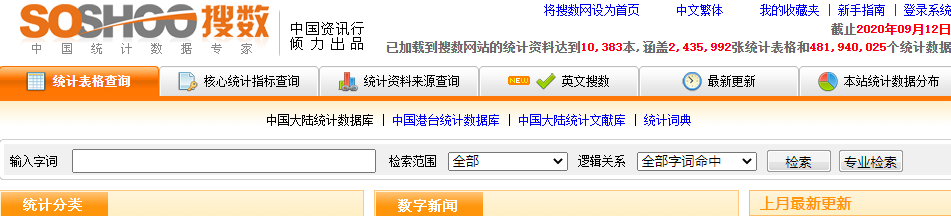 将搜数网设为首页 中文繁体 我的收藏夹 | 新手指南 | 登录系统
SOSHOO搜数
中国统计数据专家
中国资讯行
倾力出品
截止2020年09月12日
已加载到搜数网站的统计资料达到10,383本,涵盖2,435,992张统计表格和481,940,025个统计数据
统计表格查询 核心统计指标查询 统计资料来源查询 NEW 英文搜数 最新更新 本站统计数据分布
中国大陆统计数据库 | 中国港台统计数据库 | 中国大陆统计文献库 | 统计词典
输入字词 检索范围 全部 逻辑关系 全部字词命中 检索 专业检索
统计分类 数字新闻 上月最新更新